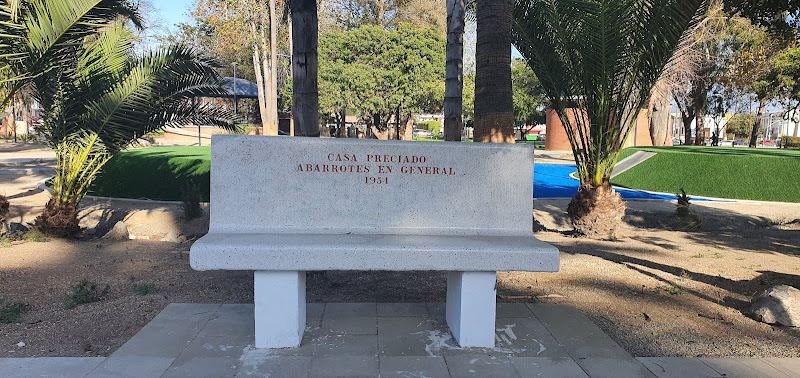 CASA PRECIADO
ABARROTES EN GENERAL
1954